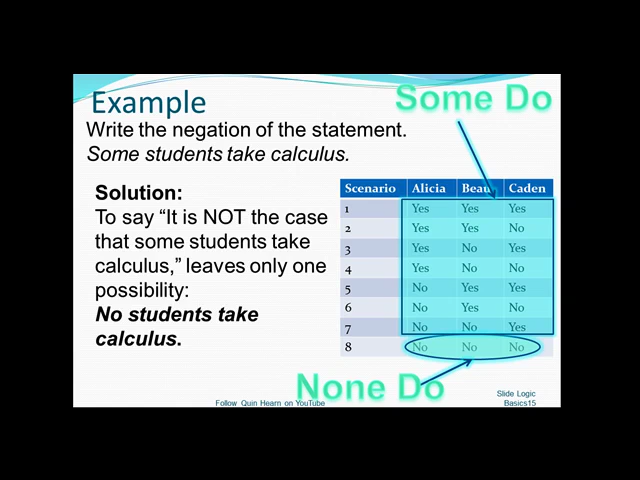 Example
Some Do
Write the negation of the statement.
Some students take calculus.
Solution:
To say “It is NOT the case
that some students take
calculus,” leaves only one
possibility:
No students take
calculus.
Scenario Alicia Beau Caden
1 Yes Yes Yes
2 Yes Yes No
3 Yes No Yes
4 Yes No No
5 No Yes Yes
6 No Yes No
7 No No Yes
8 No No No
None Do
Follow Quin Hearn on YouTube
Slide Logic
Basics15